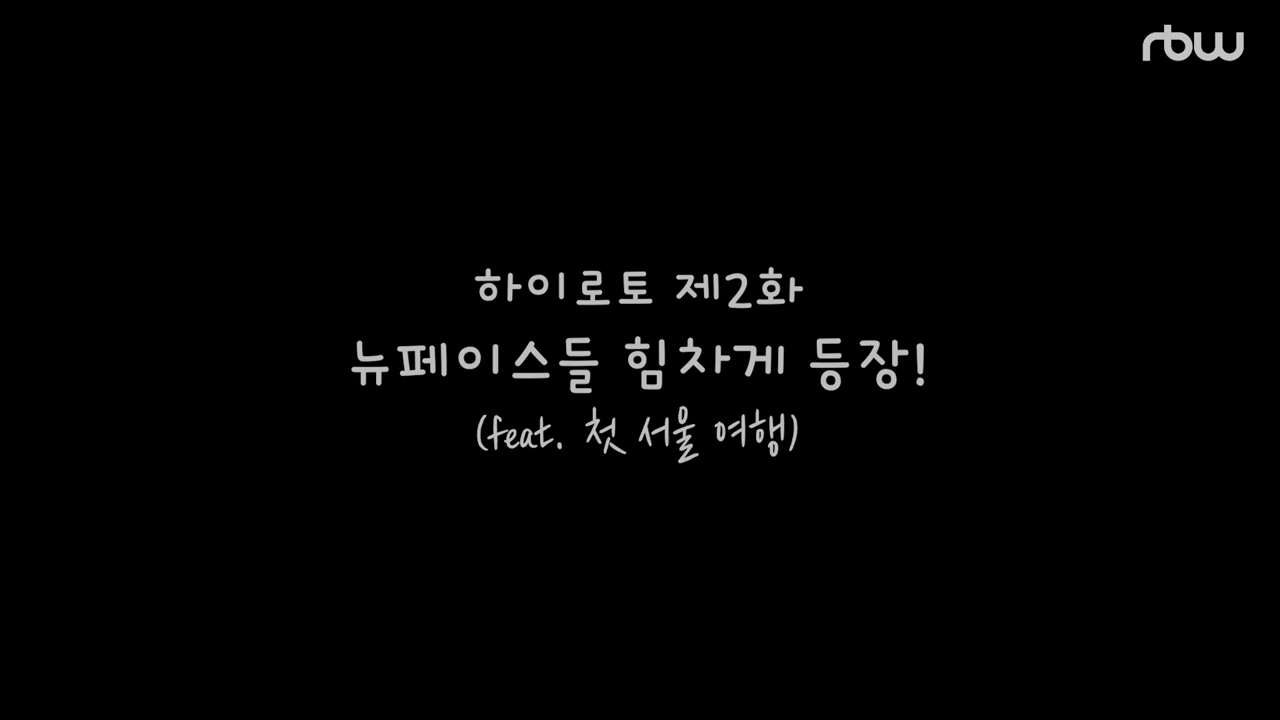 rbw
하이로토 제2화
뉴페이스들 힘차게 등장!
(feat. 첫 서울 여행)